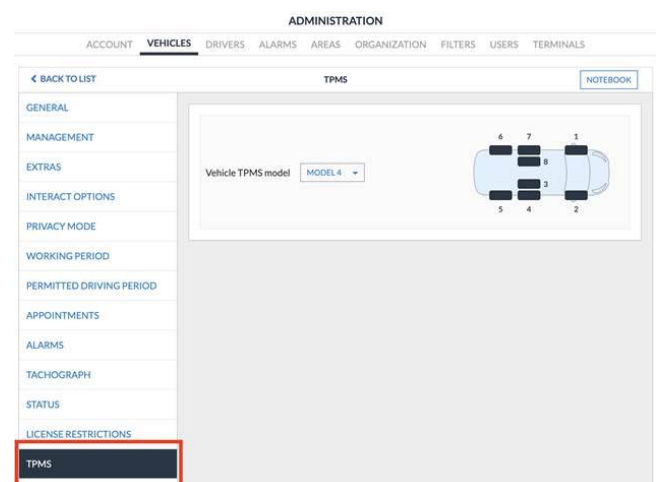 ADMINISTRATION
ACCOUNT VEHICLES DRIVERS ALARMS AREAS ORGANIZATION FILTERS USERS TERMINALS
BACK TO LIST TPMS NOTEBOOK
GENERAL
MANAGEMENT
EXTRAS
INTERACT OPTIONS
PRIVACY MODE
WORKING PERIOD
PERMITTED DRIVING PERIOD
APPOINTMENTS
ALARMS
TACHOGRAPH
STATUS
LICENSE RESTRICTIONS
TPMS
Vehicle TPMS model MODEL 4
6 7 1
8
3
5 4 2